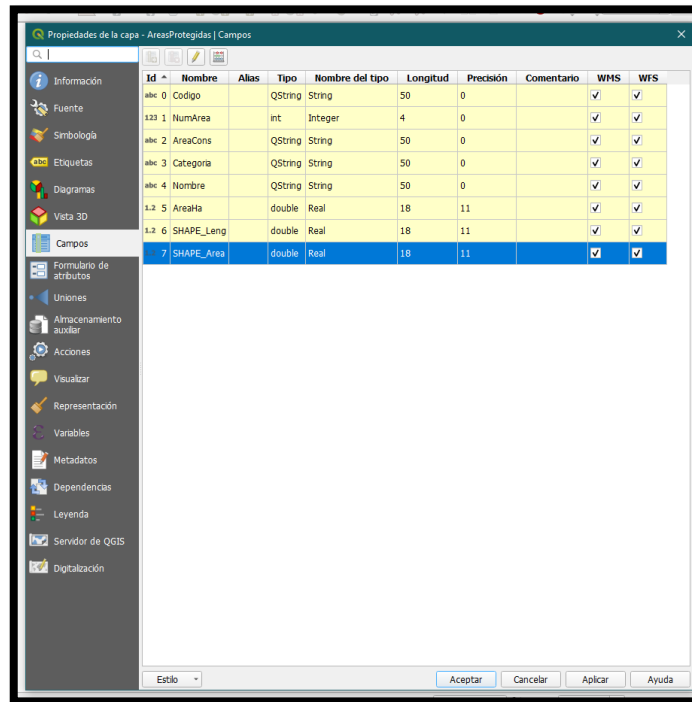 Propiedades de la capa - AreasProtegidas | Campos
Información
Fuente
Simbología
abc Etiquetas
Diagramas
Vista 3D
Campos
Formulario de atributos
Uniones
Almacenamiento auxiliar
Acciones
Visualizar
Representación
Variables
Metadatos
Dependencias
Leyenda
Servidor de QGIS
Digitalización
Id Nombre Alias Tipo Nombre del tipo Longitud Precisión Comentario WMS WFS
abc 0 Codigo QString String 50 0
123 1 NumArea int Integer 4 0
abc 2 AreaCons QString String 50 0
abc 3 Categoria QString String 50 0
abc 4 Nombre QString String 50 0
1.2 5 AreaHa double Real 18 11
1.2 6 SHAPE_Leng double Real 18 11
1.2 7 SHAPE_Area double Real 18 11
Estilo Aceptar Cancelar Aplicar Ayuda